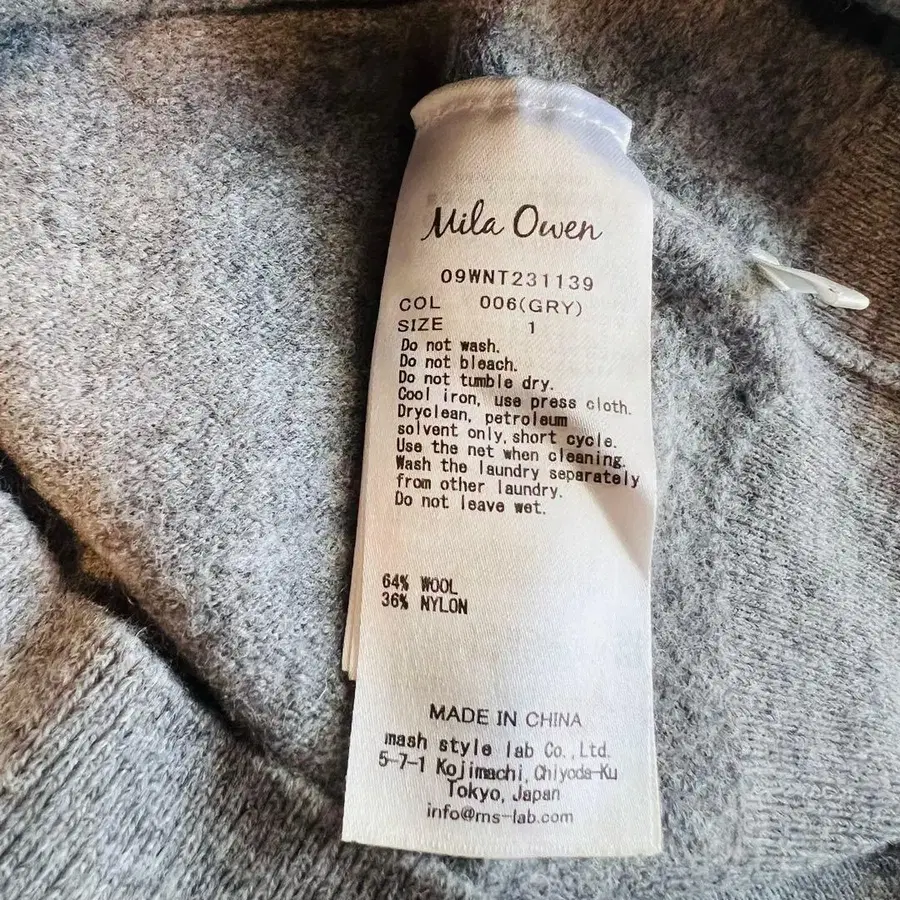 Mila Owen
09WNT231139
COL 006(GRY)
SIZE 1
Do not wash.
Do not bleach.
Do not tumble dry.
Cool iron, use press cloth.
Dryclean, petroleum
solvent only, short cycle.
Use the net when cleaning.
Wash the laundry separately
from other laundry.
Do not leave wet.
64% WOOL
36% NYLON
MADE IN CHINA
mash style lab Co., Ltd.
5-7-1 Kojimachi, Chiyoda-Ku
Tokyo, Japan
info@ms-lab.com